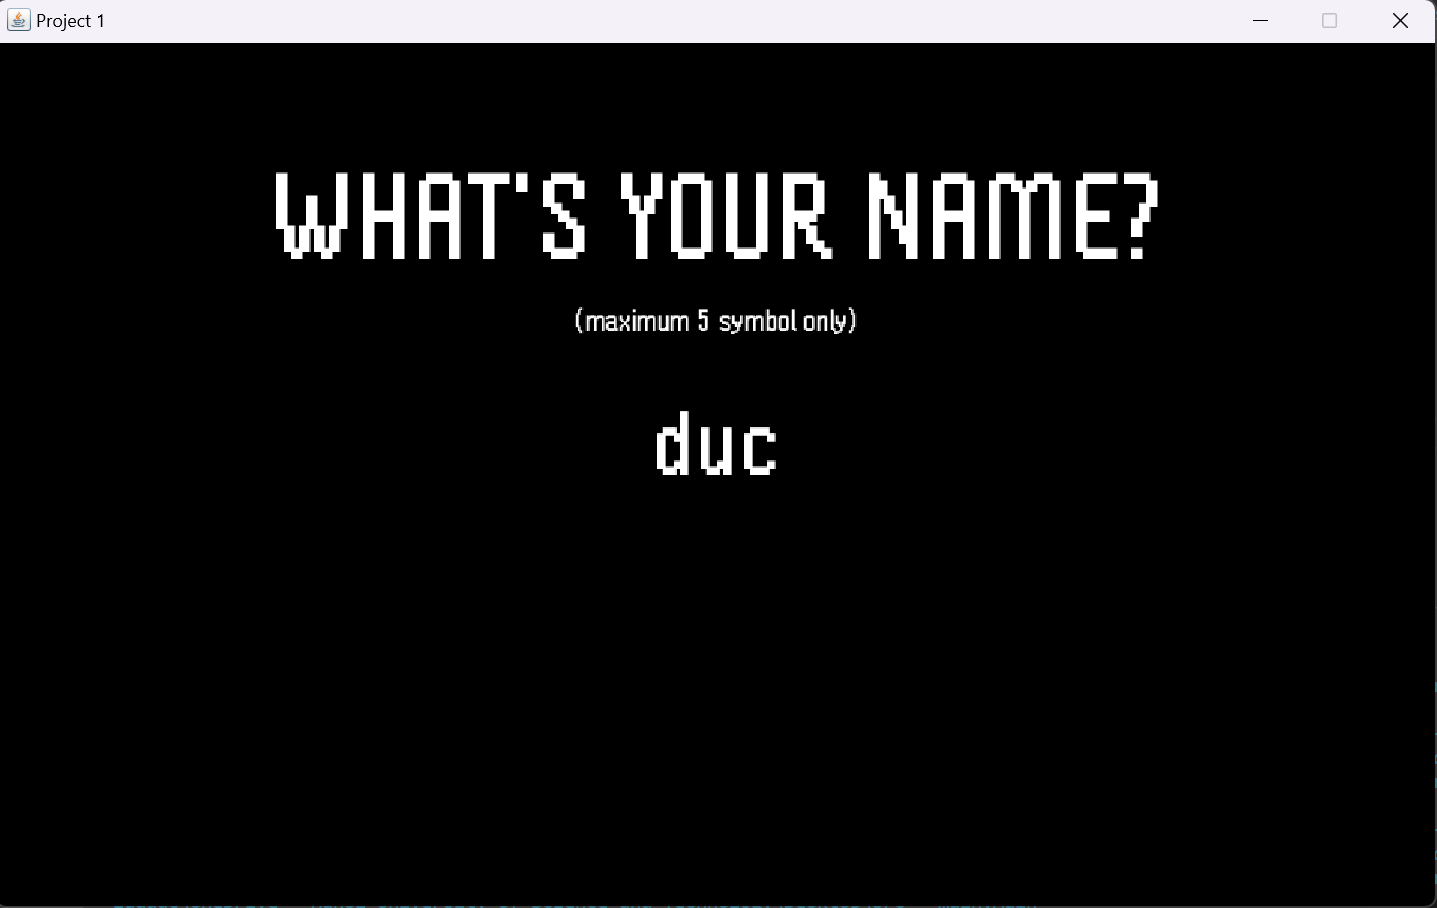 Project 1
WHAT'S YOUR NAME?
(maximum 5 symbol only)
duc